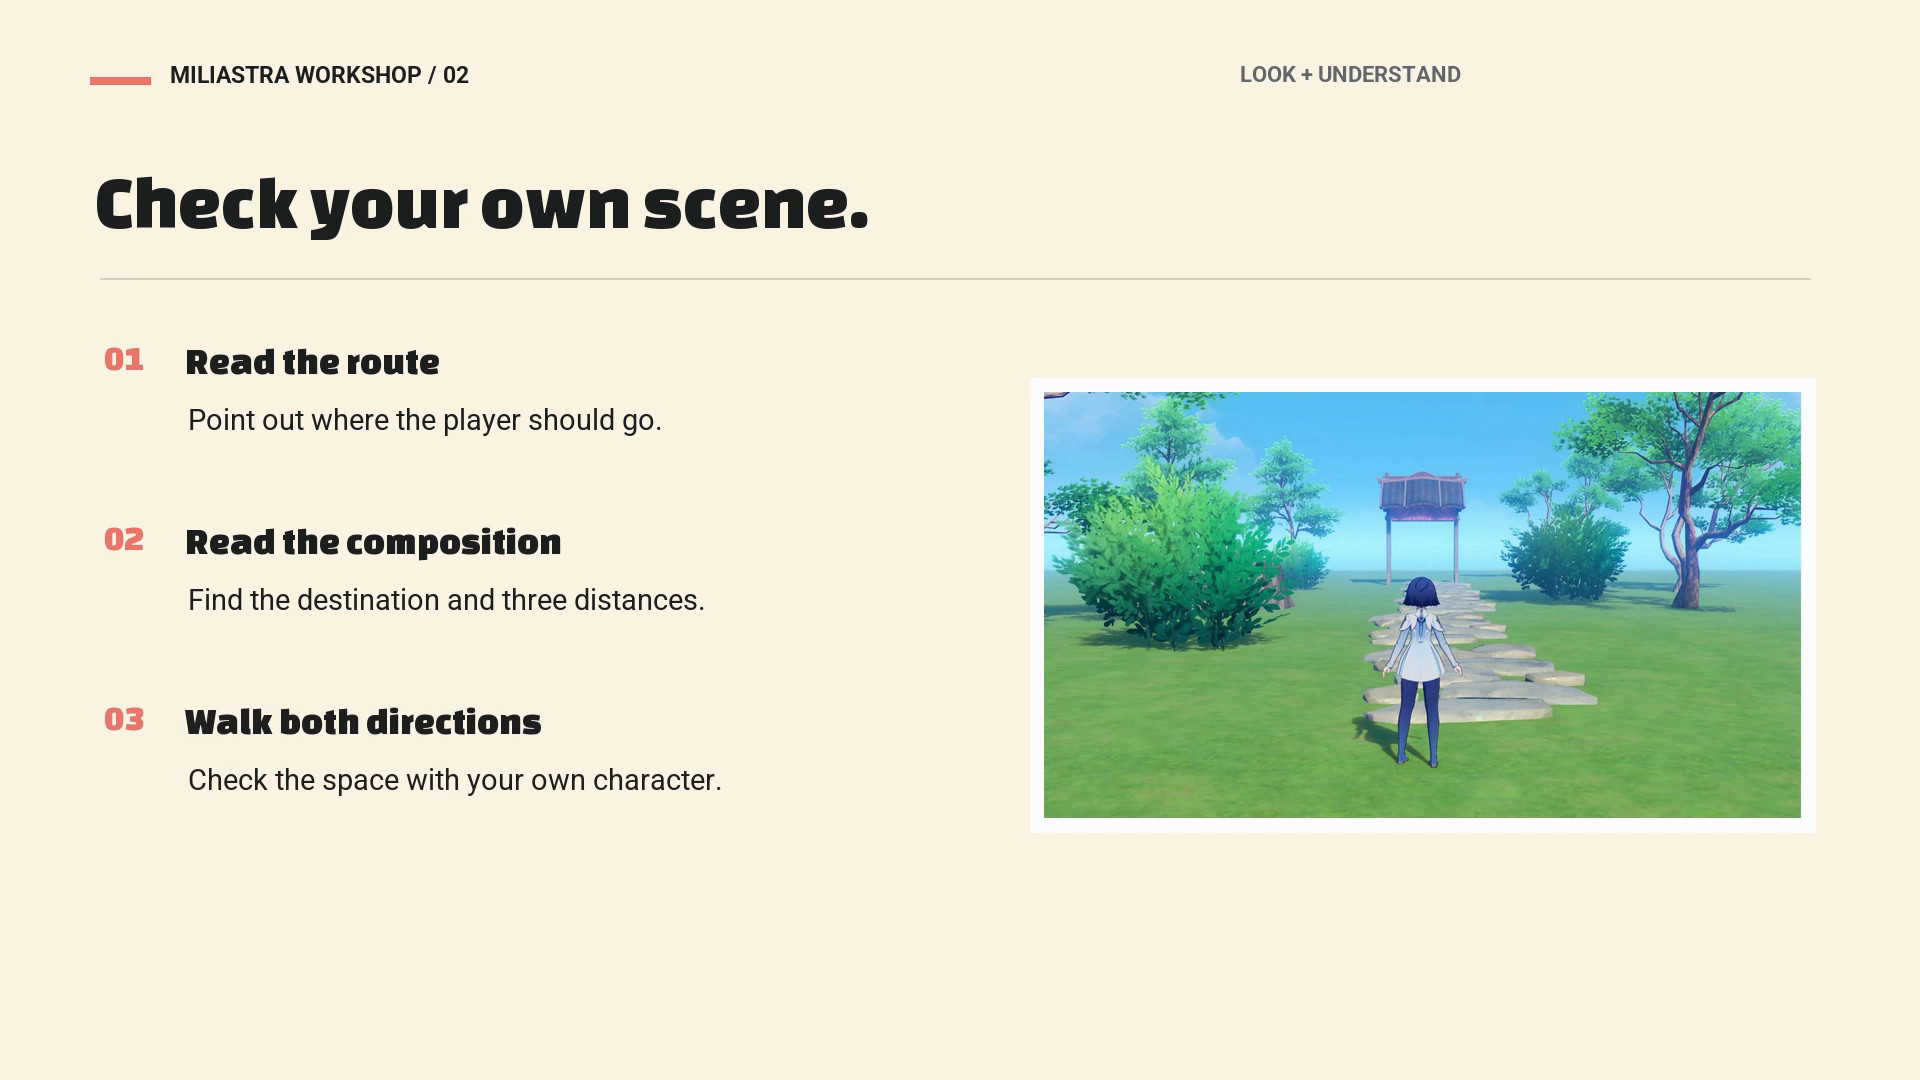 MILIASTRA WORKSHOP / 02
LOOK + UNDERSTAND
Check your own scene.
01 Read the route
Point out where the player should go.
02 Read the composition
Find the destination and three distances.
03 Walk both directions
Check the space with your own character.